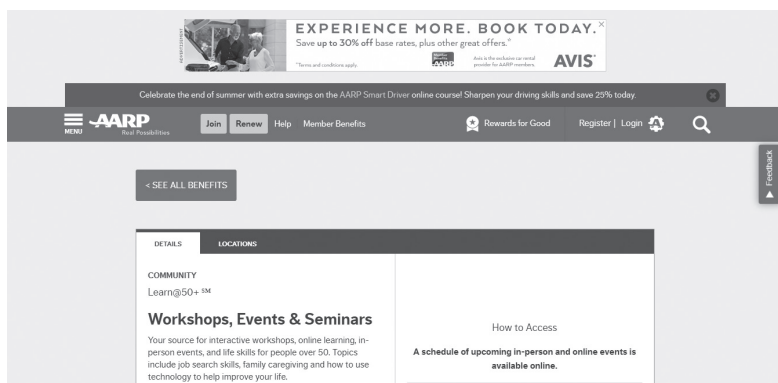 ADVERTISEMENT
EXPERIENCE MORE. BOOK TODAY.
Save up to 30% off base rates, plus other great offers.*
*Terms and conditions apply.
AARP
Avis is the exclusive car rental
provider for AARP members.
AVIS®
Celebrate the end of summer with extra savings on the AARP Smart Driver online course! Sharpen your driving skills and save 25% today.
MENU
AARP
Real Possibilities
Join
Renew
Help
Member Benefits
Rewards for Good
Register | Login
Feedback
< SEE ALL BENEFITS
DETAILS
LOCATIONS
COMMUNITY
Learn@50+ SM
Workshops, Events & Seminars
Your source for interactive workshops, online learning, in-
person events, and life skills for people over 50. Topics
include job search skills, family caregiving and how to use
technology to help improve your life.
How to Access
A schedule of upcoming in-person and online events is
available online.